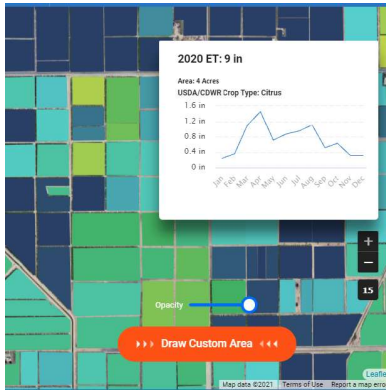 2020 ET: 9 in
Area: 4 Acres
USDA/CDWR Crop Type: Citrus
1.6 in
1.2 in
0.8 in
0.4 in
0 in
Jan Feb Mar Apr May Jun Jul Aug Sep Oct Nov Dec
+
−
15
Opacity
Draw Custom Area
Leafle
Map data ©2021 Terms of Use Report a map erro